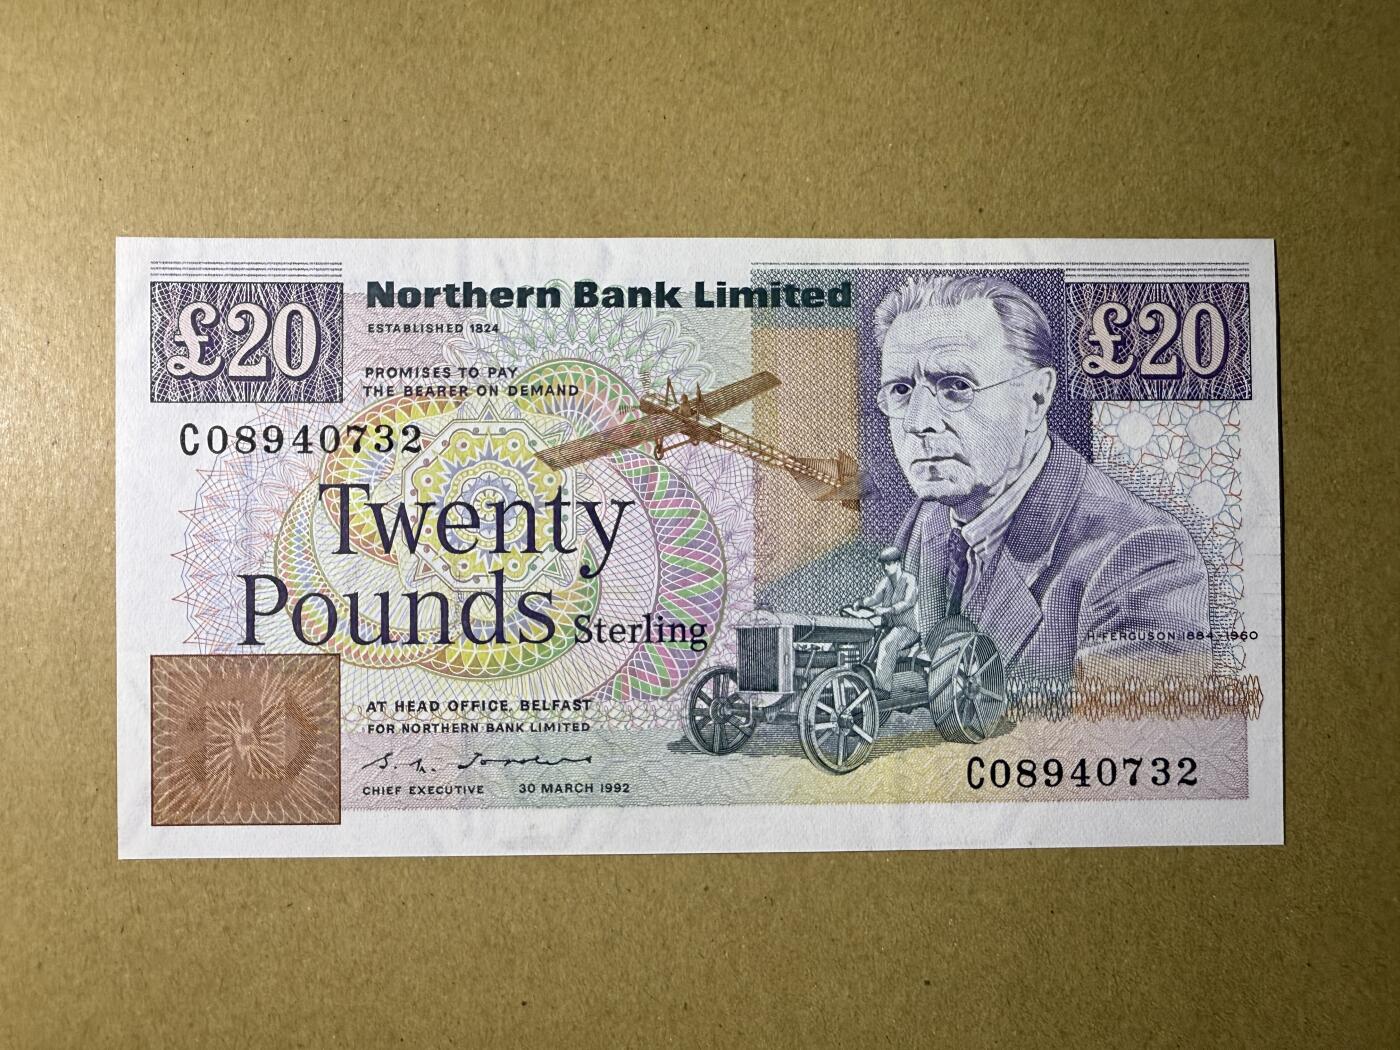 £20
Northern Bank Limited
£20
ESTABLISHED 1824
PROMISES TO PAY
THE BEARER ON DEMAND
C08940732
Twenty
Pounds Sterling
H·FERGUSON 1884-1960
AT HEAD OFFICE, BELFAST
FOR NORTHERN BANK LIMITED
C08940732
CHIEF EXECUTIVE 30 MARCH 1992